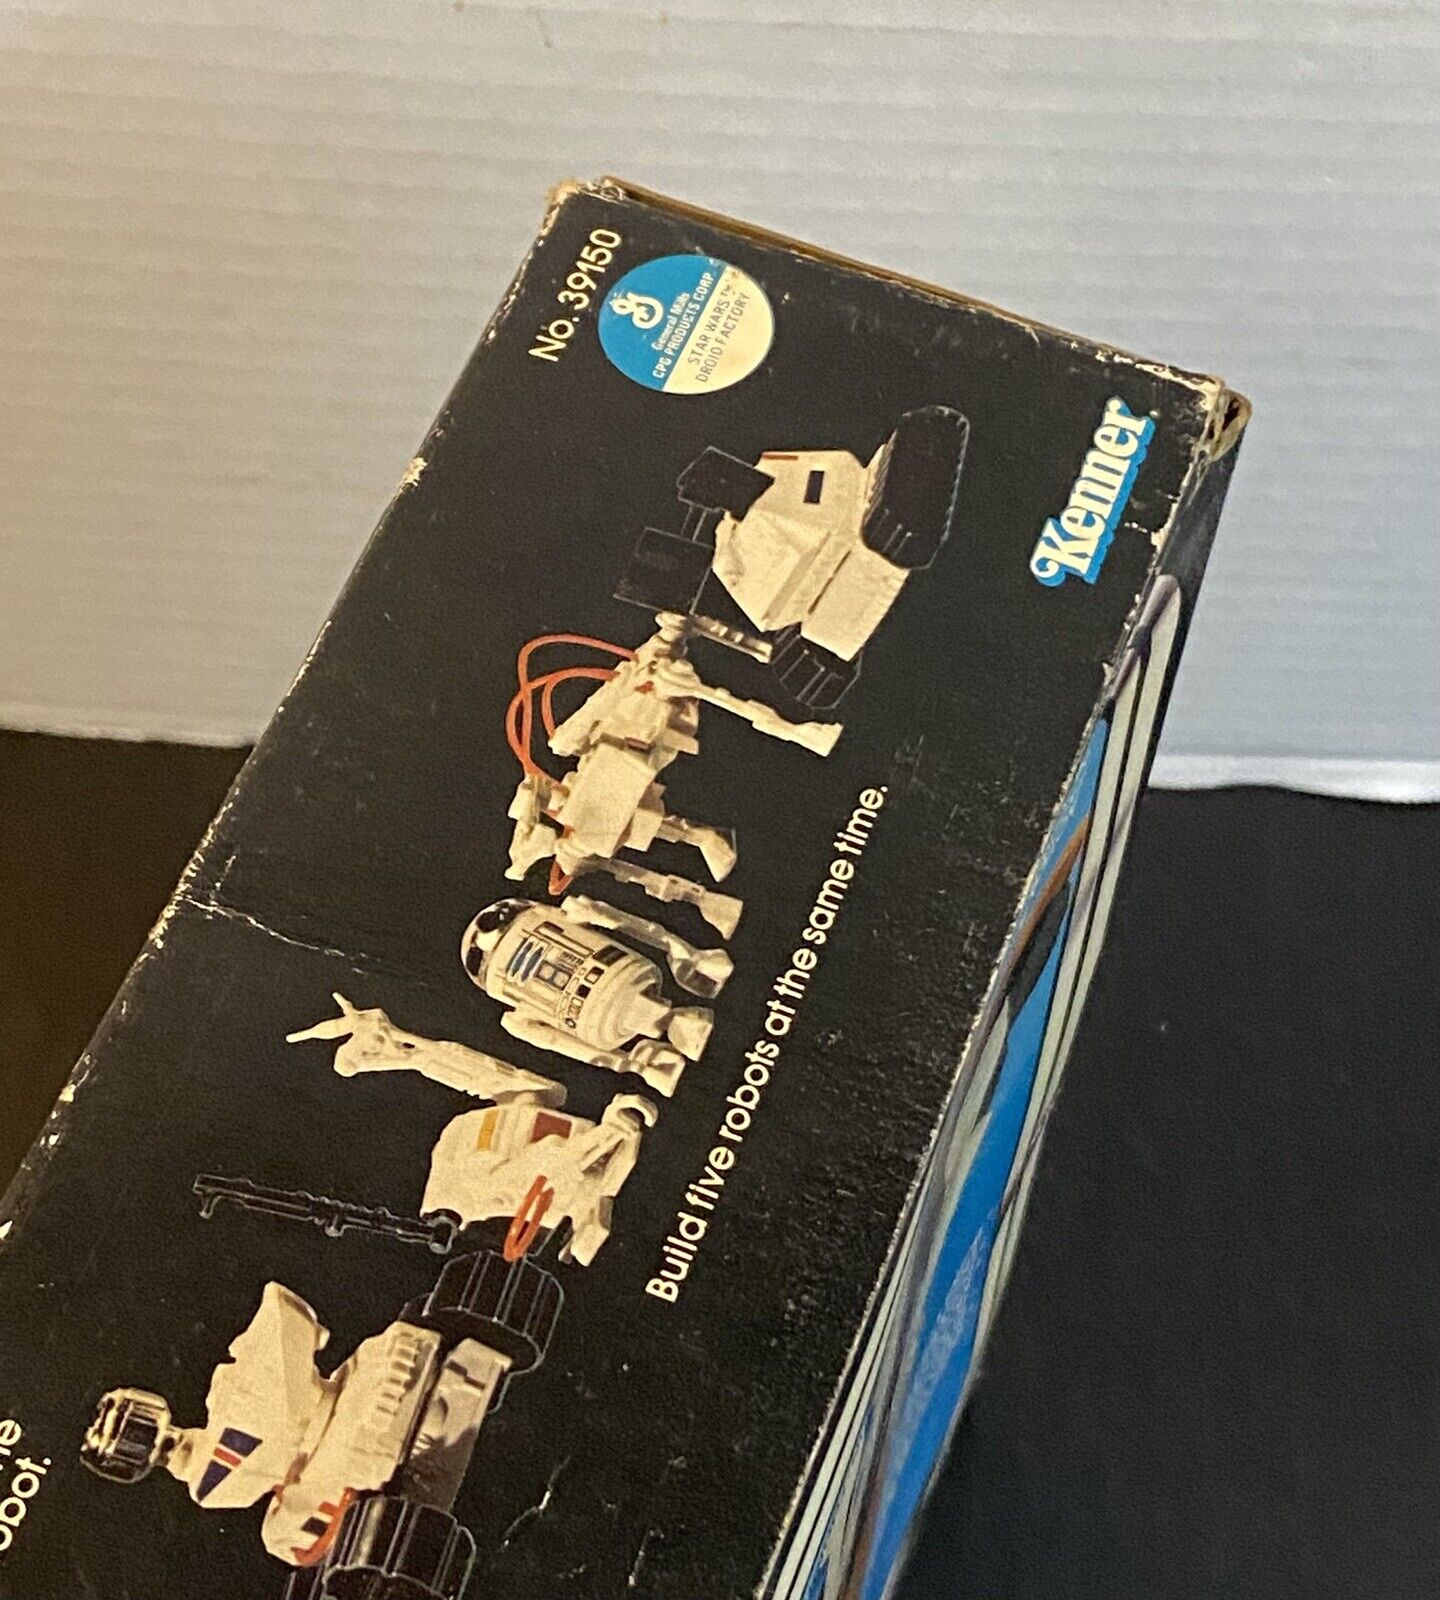 No. 39150
General Mills
CPG PRODUCTS CORP
STAR WARS™
DROID FACTORY
Kenner
Build five robots at the same time.